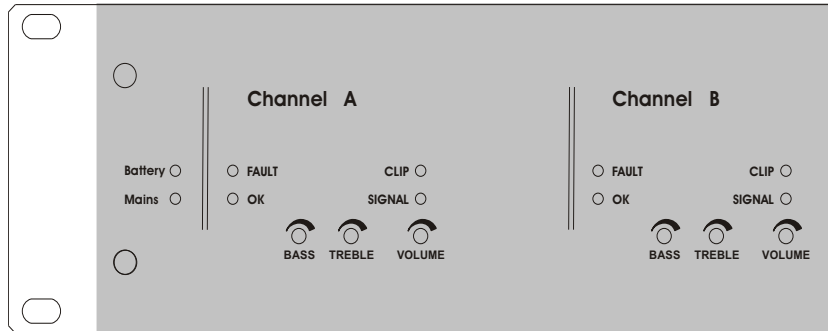 Channel A
Channel B
Battery FAULT CLIP FAULT CLIP
Mains OK SIGNAL OK SIGNAL
BASS TREBLE VOLUME BASS TREBLE VOLUME